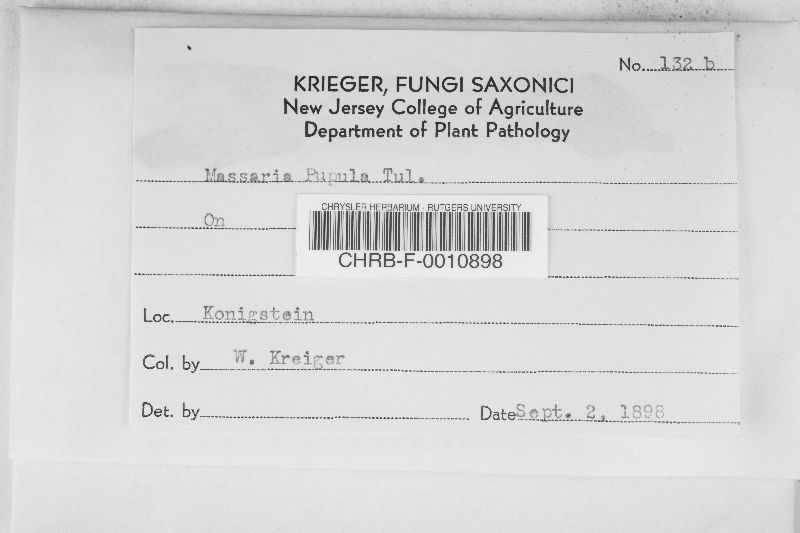 No. 132 b
KRIEGER, FUNGI SAXONICI
New Jersey College of Agriculture
Department of Plant Pathology
Massaria Pupula Tul.
On
CHRYSLER HERBARIUM - RUTGERS UNIVERSITY
CHRB-F-0010898
Loc. Konigstein
Col. by W. Kreiger
Det. by Date Sept. 2, 1898